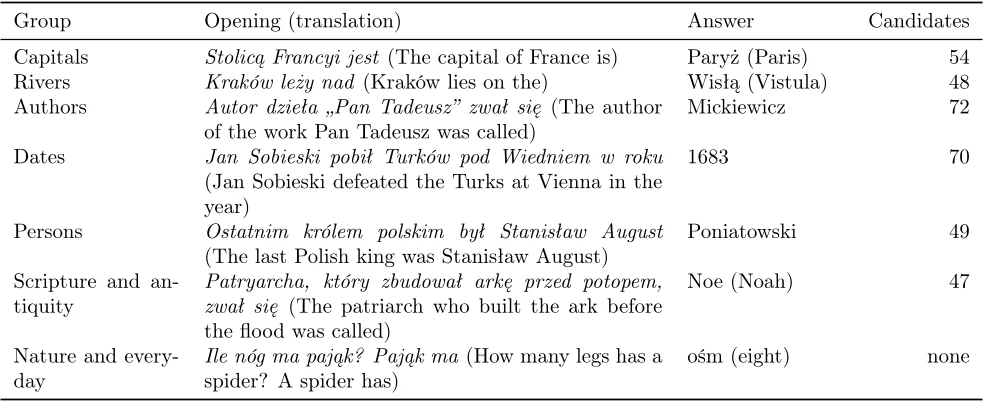 Group Opening (translation) Answer Candidates
Capitals Stolicą Francyi jest (The capital of France is) Paryż (Paris) 54
Rivers Kraków leży nad (Kraków lies on the) Wisłą (Vistula) 48
Authors Autor dzieła „Pan Tadeusz” zwał się (The author Mickiewicz 72
of the work Pan Tadeusz was called)
Dates Jan Sobieski pobił Turków pod Wiedniem w roku 1683 70
(Jan Sobieski defeated the Turks at Vienna in the
year)
Persons Ostatnim królem polskim był Stanisław August Poniatowski 49
(The last Polish king was Stanisław August)
Scripture and an- Patryarcha, który zbudował arkę przed potopem, Noe (Noah) 47
tiquity zwał się (The patriarch who built the ark before
the flood was called)
Nature and every- Ile nóg ma pająk? Pająk ma (How many legs has a ośm (eight) none
day spider? A spider has)